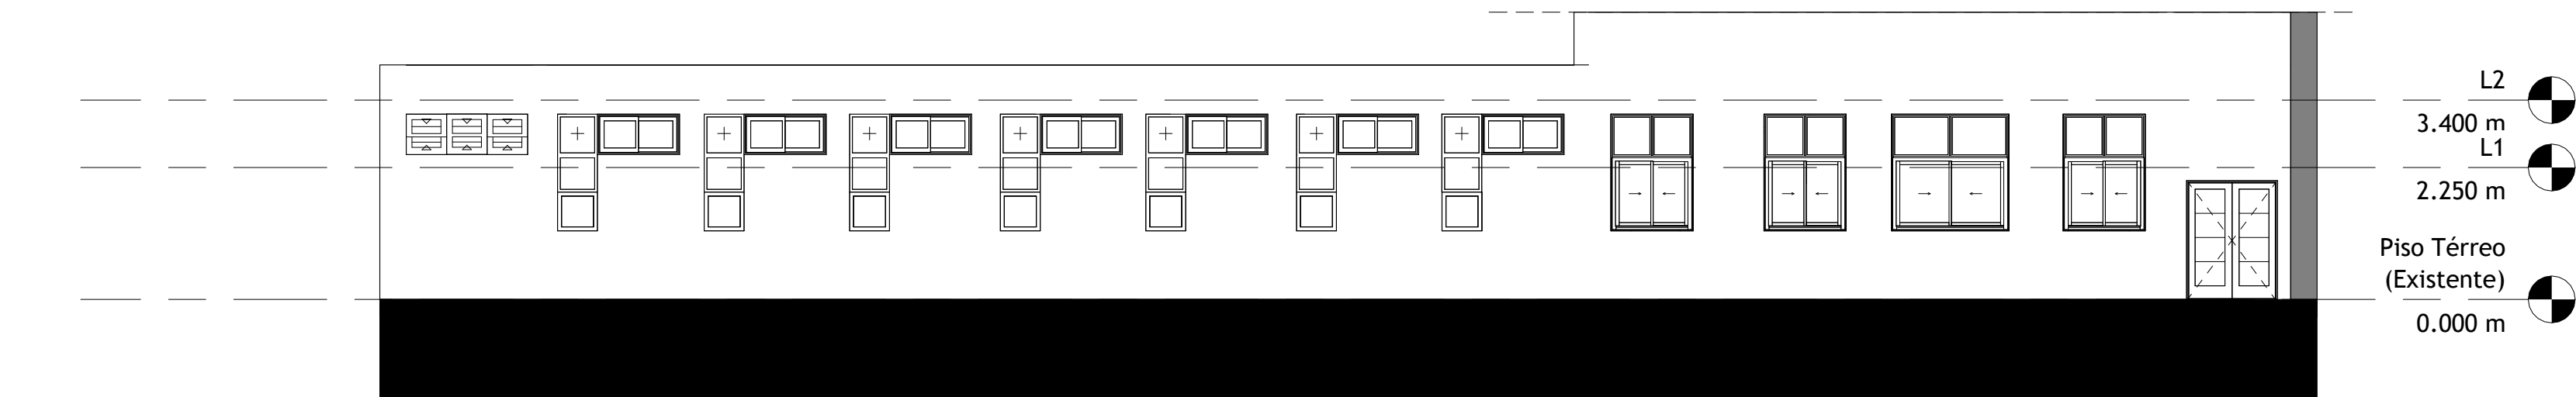 L2
3.400 m
L1
2.250 m
Piso Térreo
(Existente)
0.000 m